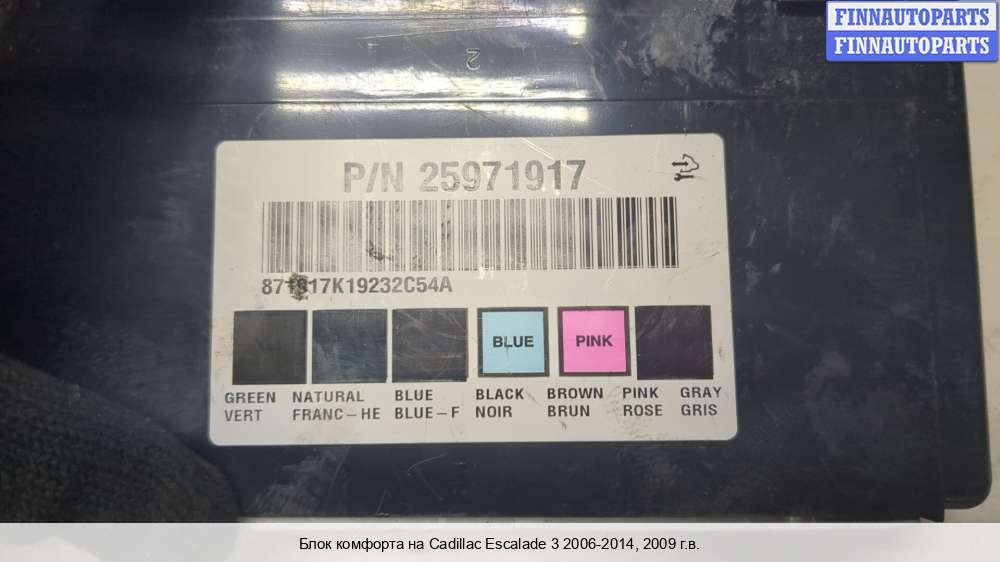 FINNAUTOPARTS
FINNAUTOPARTS
2
P/N 25971917
K19232C54A
BLUE PINK
GREEN NATURAL BLUE BLACK BROWN PINK GRAY
VERT FRANC-HE BLUE-F NOIR BRUN ROSE GRIS
Блок комфорта на Cadillac Escalade 3 2006-2014, 2009 г.в.